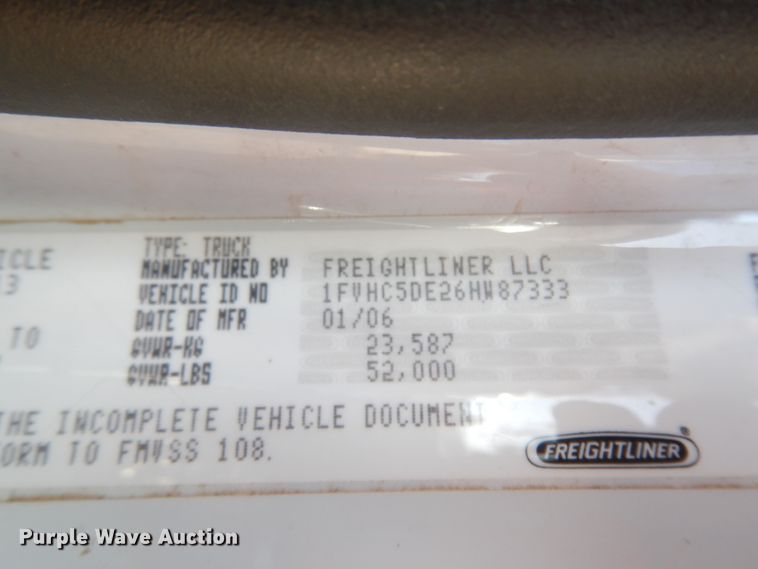 ICLE
3
TO
TYPE: TRUCK
MANUFACTURED BY FREIGHTLINER LLC
VEHICLE ID NO 1FVHC5DE26HW87333
DATE OF MFR 01/06
GVWR-KG 23,587
GVWR-LBS 52,000
THE INCOMPLETE VEHICLE DOCUMENT
ORM TO FMVSS 108.
FREIGHTLINER
Purple Wave Auction